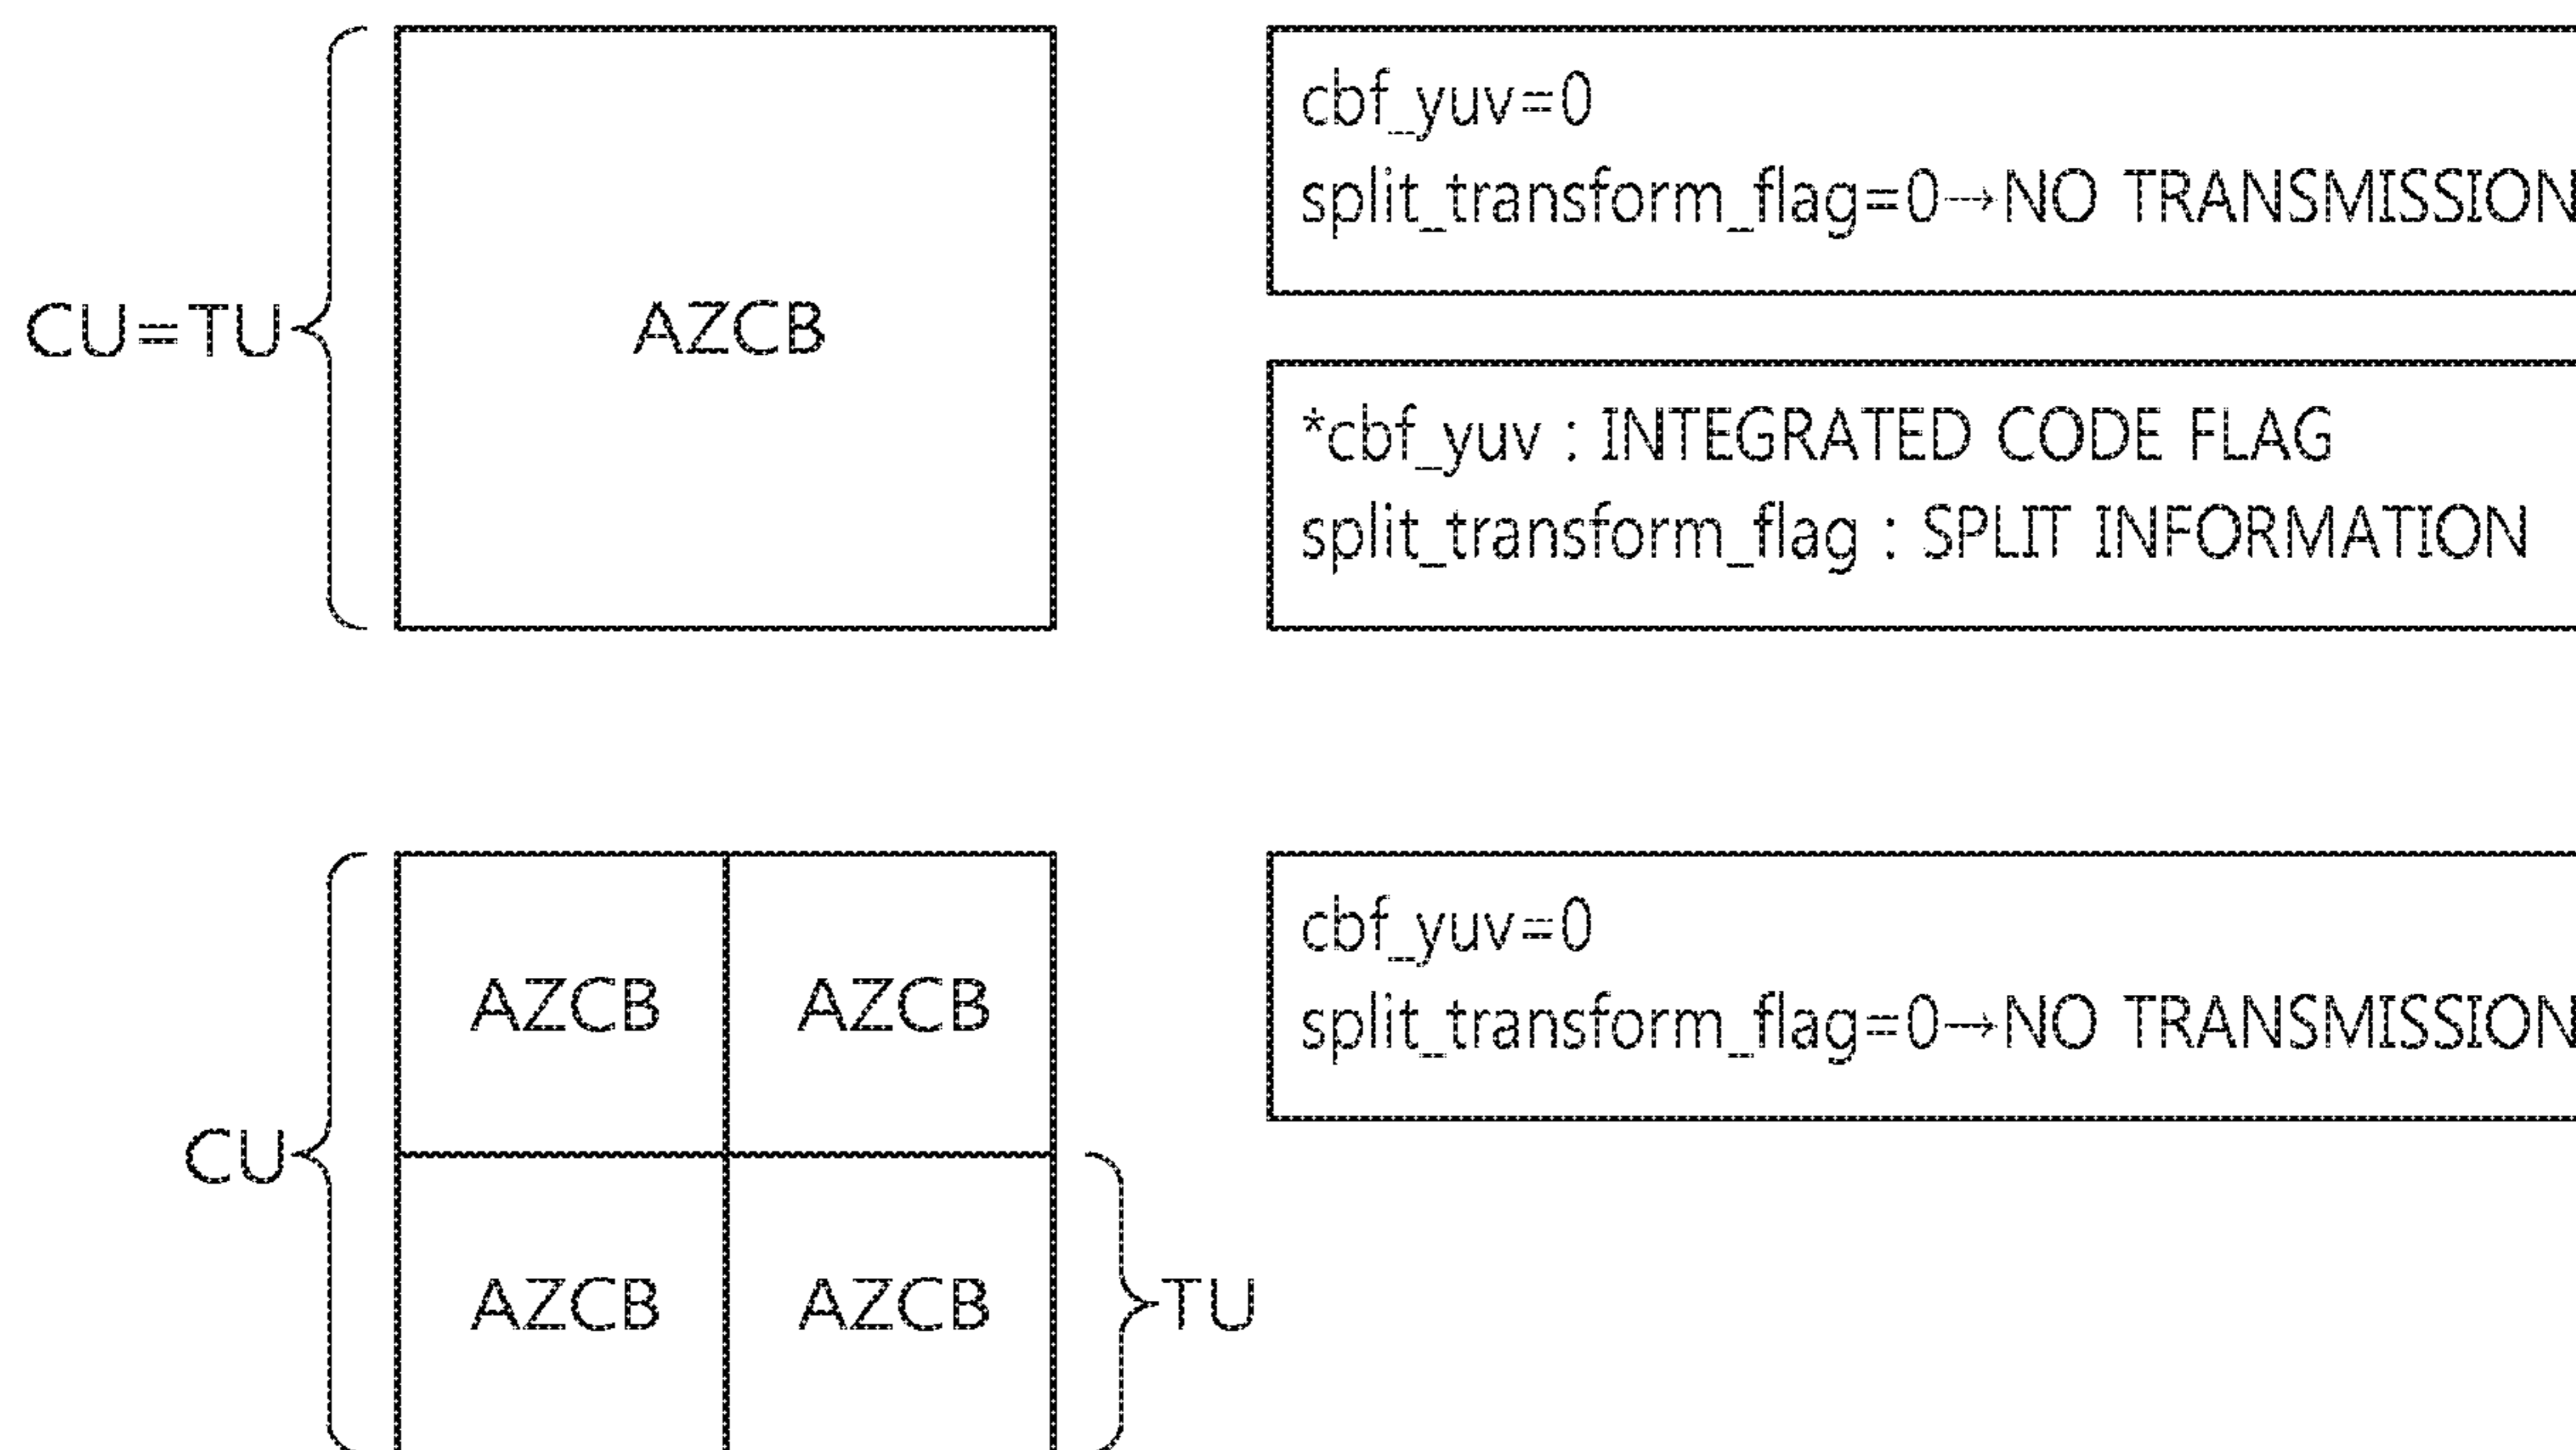 cbf_yuv=0
split_transform_flag=0→NO TRANSMISSION
CU=TU
AZCB
*cbf_yuv : INTEGRATED CODE FLAG
split_transform_flag : SPLIT INFORMATION
cbf_yuv=0
split_transform_flag=0→NO TRANSMISSION
AZCB AZCB
CU
AZCB AZCB
TU